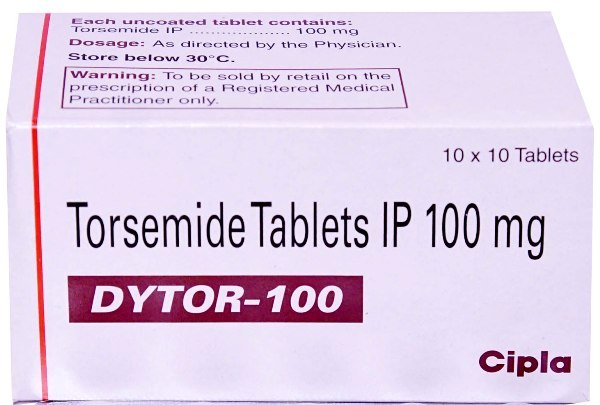 Each uncoated tablet contains:
Torsemide IP ................... 100 mg
Dosage: As directed by the Physician.
Store below 30°C.
Warning: To be sold by retail on the
prescription of a Registered Medical
Practitioner only.
10 x 10 Tablets
Torsemide Tablets IP 100 mg
DYTOR-100
Cipla